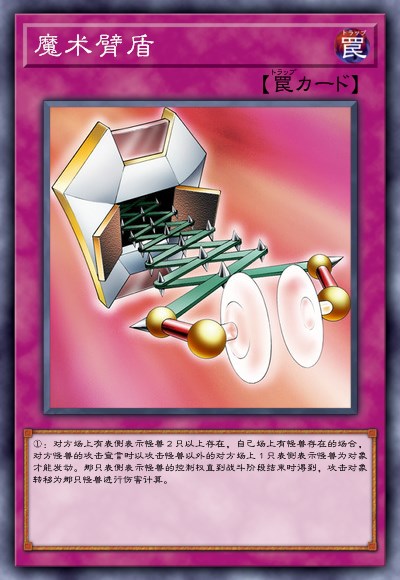 魔术臂盾
トラップ
罠
トラップ
【罠カード】
①：对方场上有表侧表示怪兽２只以上存在，自己场上有怪兽存在的场合，
对方怪兽的攻击宣言时以攻击怪兽以外的对方场上１只表侧表示怪兽为对象
才能发动。那只表侧表示怪兽的控制权直到战斗阶段结束时得到，攻击对象
转移为那只怪兽进行伤害计算。